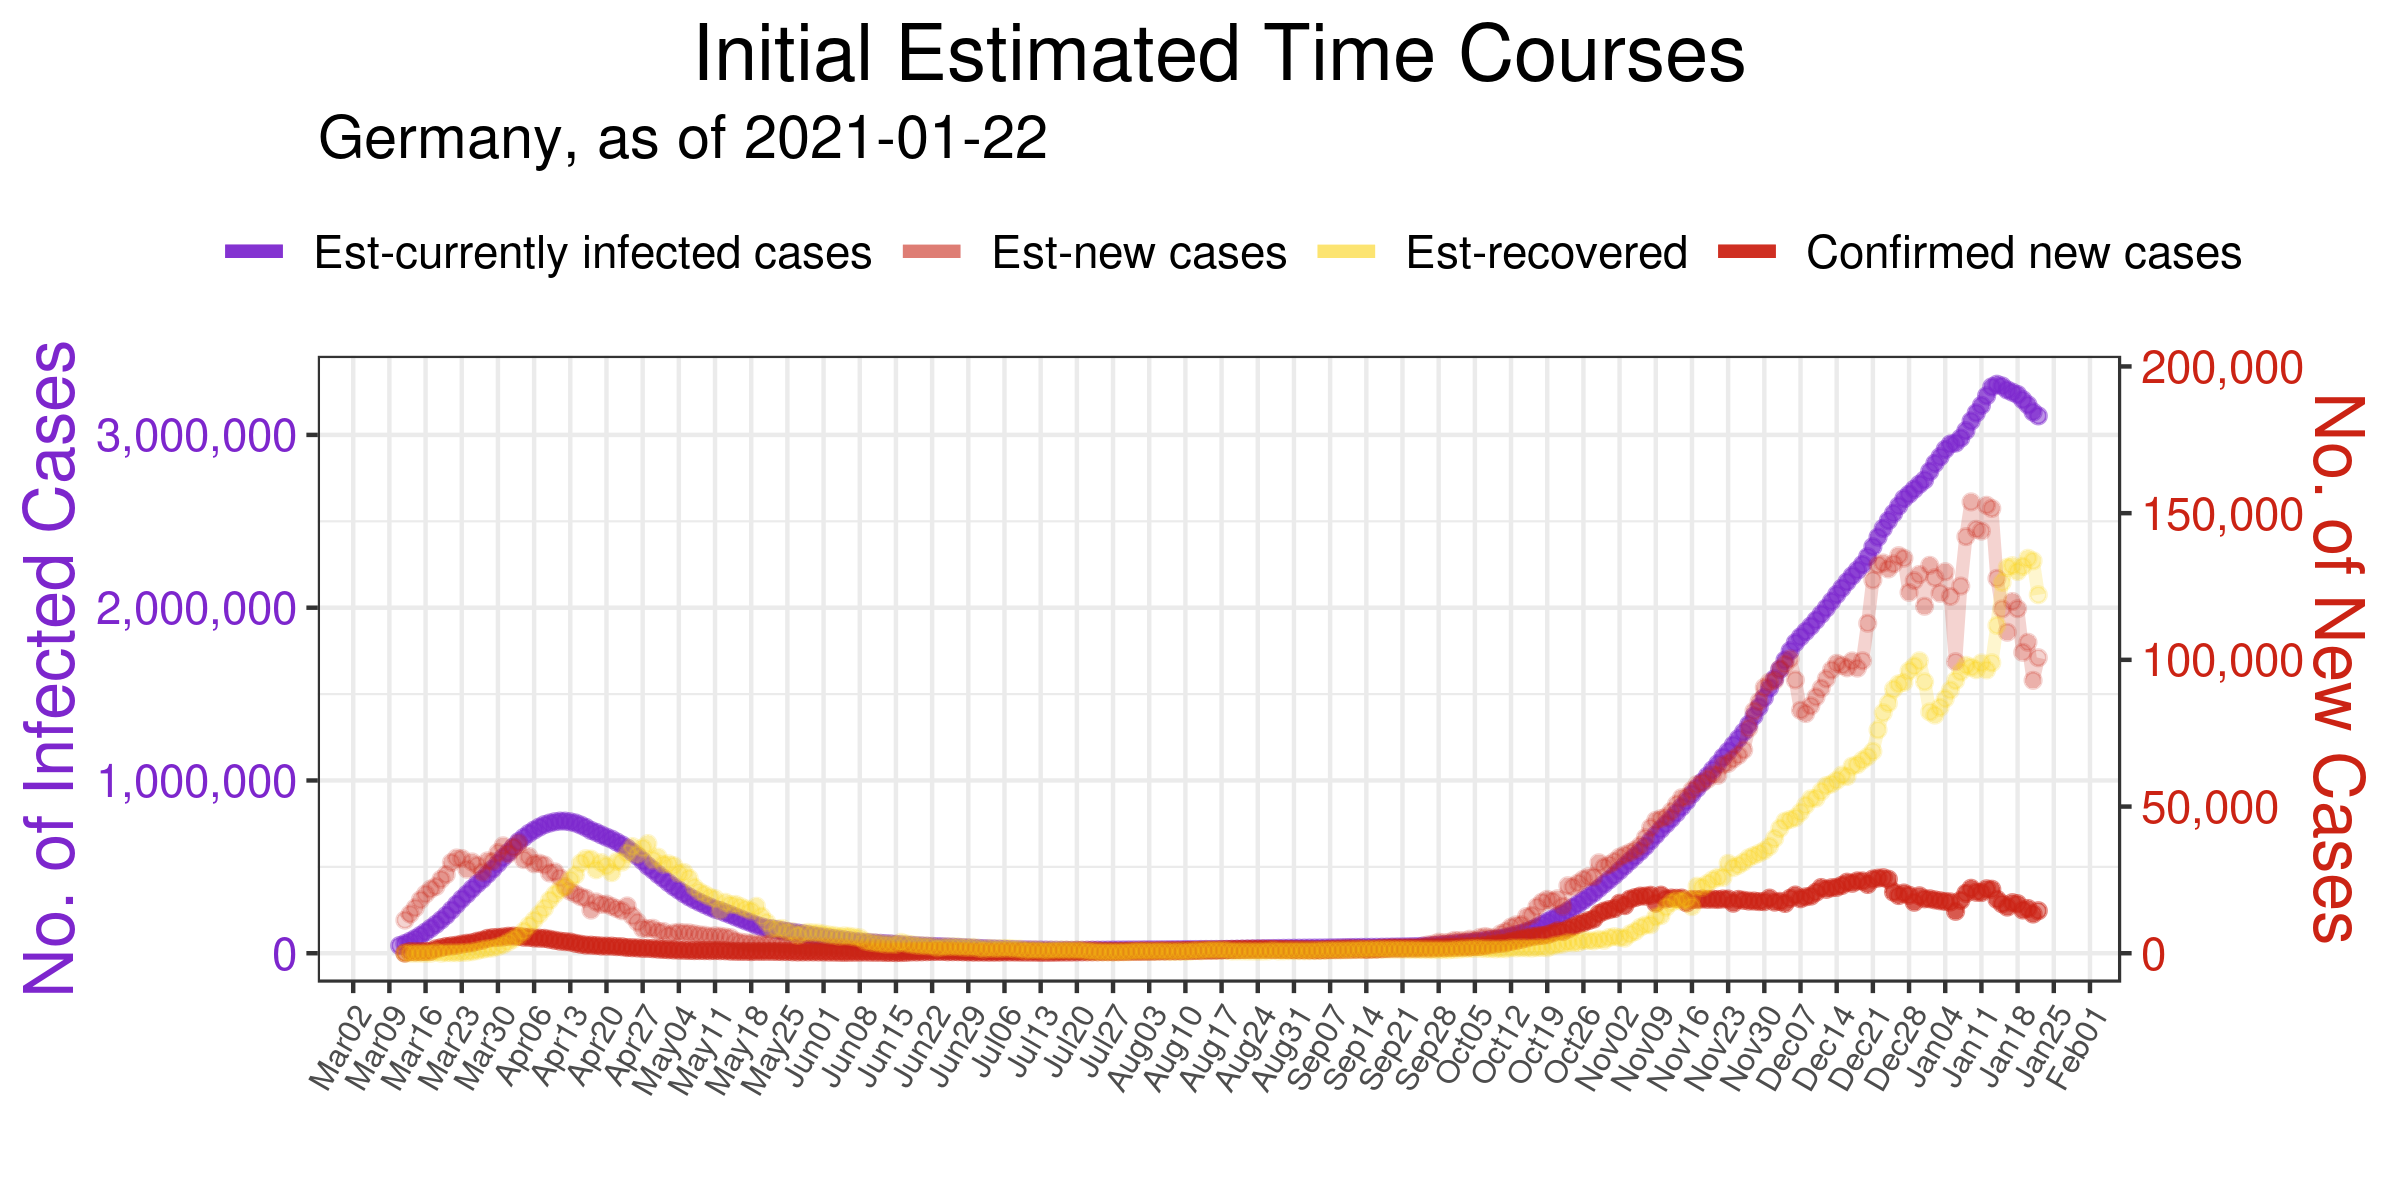 Initial Estimated Time Courses
Germany, as of 2021-01-22
Est-currently infected cases Est-new cases Est-recovered Confirmed new cases
No. of Infected Cases
3,000,000
2,000,000
1,000,000
0
200,000
150,000
100,000
50,000
0
No. of New Cases
Mar02 Mar09 Mar16 Mar23 Mar30 Apr06 Apr13 Apr20 Apr27 May04 May11 May18 May25 Jun01 Jun08 Jun15 Jun22 Jun29 Jul06 Jul13 Jul20 Jul27 Aug03 Aug10 Aug17 Aug24 Aug31 Sep07 Sep14 Sep21 Sep28 Oct05 Oct12 Oct19 Oct26 Nov02 Nov09 Nov16 Nov23 Nov30 Dec07 Dec14 Dec21 Dec28 Jan04 Jan11 Jan18 Jan25 Feb01